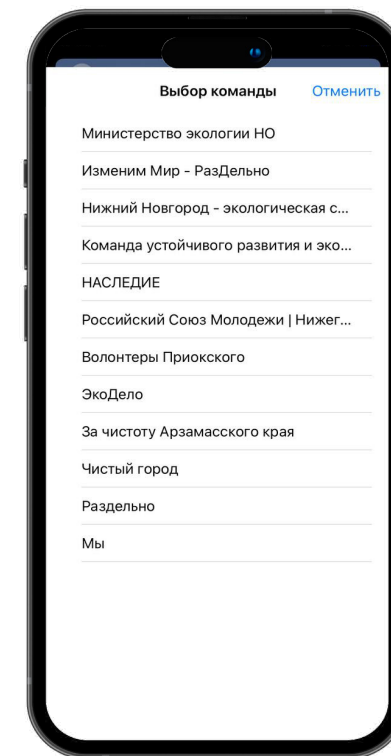 Выбор команды Отменить
Министерство экологии НО
Изменим Мир - РазДельно
Нижний Новгород - экологическая с...
Команда устойчивого развития и эко...
НАСЛЕДИЕ
Российский Союз Молодежи | Нижег...
Волонтеры Приокского
ЭкоДело
За чистоту Арзамасского края
Чистый город
Раздельно
Мы